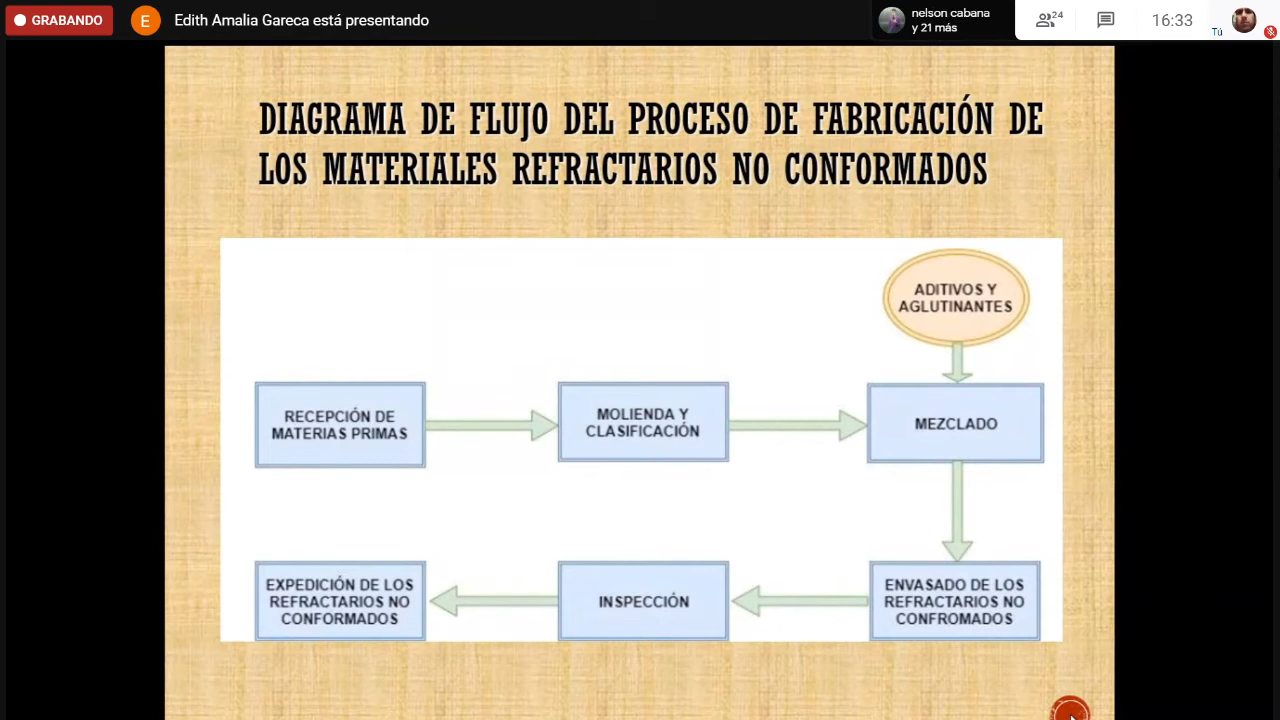 GRABANDO
E
Edith Amalia Gareca está presentando
nelson cabana
y 21 más
24
16:33
Tú
DIAGRAMA DE FLUJO DEL PROCESO DE FABRICACIÓN DE
LOS MATERIALES REFRACTARIOS NO CONFORMADOS
ADITIVOS Y
AGLUTINANTES
RECEPCIÓN DE
MATERIAS PRIMAS
MOLIENDA Y
CLASIFICACIÓN
MEZCLADO
EXPEDICIÓN DE LOS
REFRACTARIOS NO
CONFORMADOS
INSPECCIÓN
ENVASADO DE LOS
REFRACTARIOS NO
CONFROMADOS